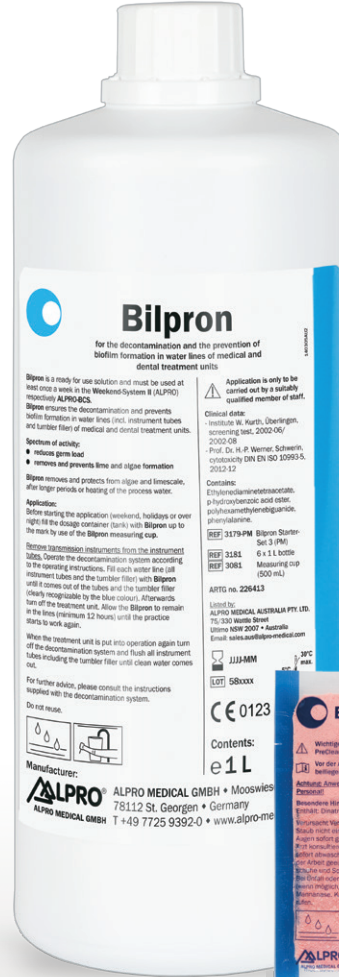 Bilpron
for the decontamination and the prevention of
biofilm formation in water lines of medical and
dental treatment units
Bilpron is a ready for use solution and must be used at
least once a week in the Weekend-System II (ALPRO)
respectively ALPRO-BCS.
Bilpron ensures the decontamination and prevents
biofilm formation in water lines (incl. instrument tubes
and tumbler filler) of medical and dental treatment units.
Spectrum of activity:
• reduces germ load
• removes and prevents lime and algae formation
Bilpron removes and protects from algae and limescale,
after longer periods or heating of the process water.
Application:
Before starting the application (weekend, holidays or over
night) fill the dosage container (tank) with Bilpron up to
the mark by use of the Bilpron measuring cup.
Remove transmission instruments from the instrument
tubes. Operate the decontamination system according
to the operating instructions. Fill each water line (all
instrument tubes and the tumbler filler) with Bilpron
until it comes out of the tubes and the tumbler filler
(clearly recognizable by the blue colour). Afterwards
turn off the treatment unit. Allow the Bilpron to remain
in the lines (minimum 12 hours) until the practice
starts to work again.
When the treatment unit is put into operation again turn
off the decontamination system and flush all instrument
tubes including the tumbler filler until clean water comes
out.
For further advice, please consult the instructions
supplied with the decontamination system.
Do not reuse.
Application is only to be
carried out by a suitably
qualified member of staff.
Clinical data:
- Institute W. Kurth, Überlingen,
screening test, 2002-06/
2002-08
- Prof. Dr. H.-P. Werner, Schwerin,
cytotoxicity DIN EN ISO 10993-5,
2012-12
Contains:
Ethylenediaminetetraacetate,
p-hydroxybenzoic acid ester,
polyhexamethylenebiguanide,
phenylalanine.
REF 3179-PM Bilpron Starter-
Set 3 (PM)
REF 3181 6 x 1 L bottle
REF 3081 Measuring cup
(500 mL)
ARTG no. 226413
Listed by:
ALPRO MEDICAL AUSTRALIA PTY. LTD.
75/330 Wattle Street
Ultimo NSW 2007 • Australia
Email: sales.aus@alpro-medical.com
JJJJ-MM
30°C
max.
LOT 58xxxx
CE 0123
Contents:
e 1 L
Manufacturer:
ALPRO®
ALPRO MEDICAL GMBH
ALPRO MEDICAL GMBH • Mooswies
78112 St. Georgen • Germany
T +49 7725 9392-0 • www.alpro-me
B
Wichtige
PreClea
Vor der
beilieg
Achtung: Anwe
Personal!
Besondere Hin
ALPRO